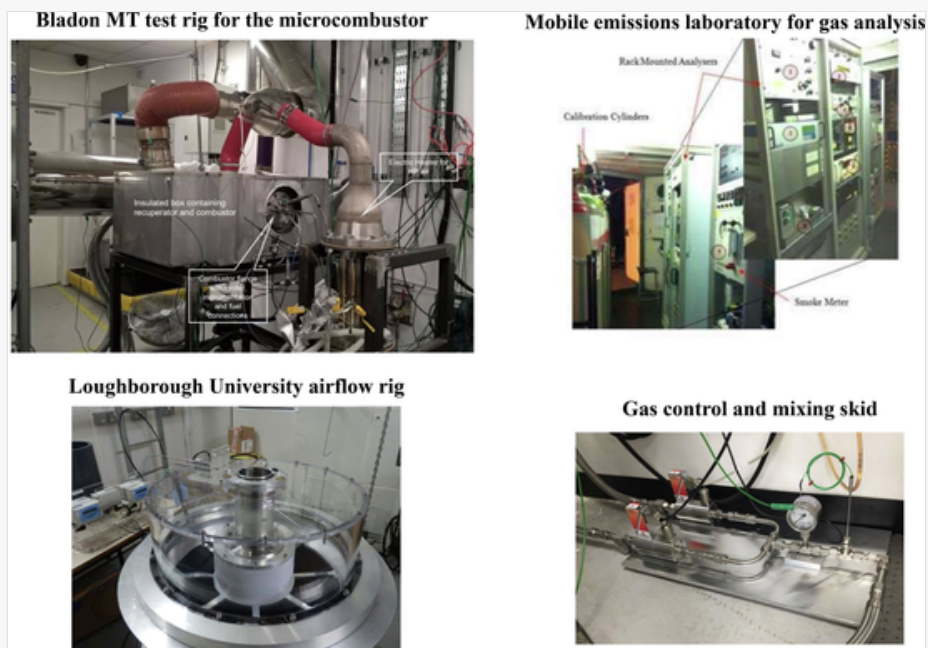 Bladon MT test rig for the microcombustor
Mobile emissions laboratory for gas analysis
Insulated box containing
recuperator and combustor
Electric heater for
Combustor flange
and fuel
connections
Rack Mounted Analysers
Calibration Cylinders
Smoke Meter
Loughborough University airflow rig
Gas control and mixing skid